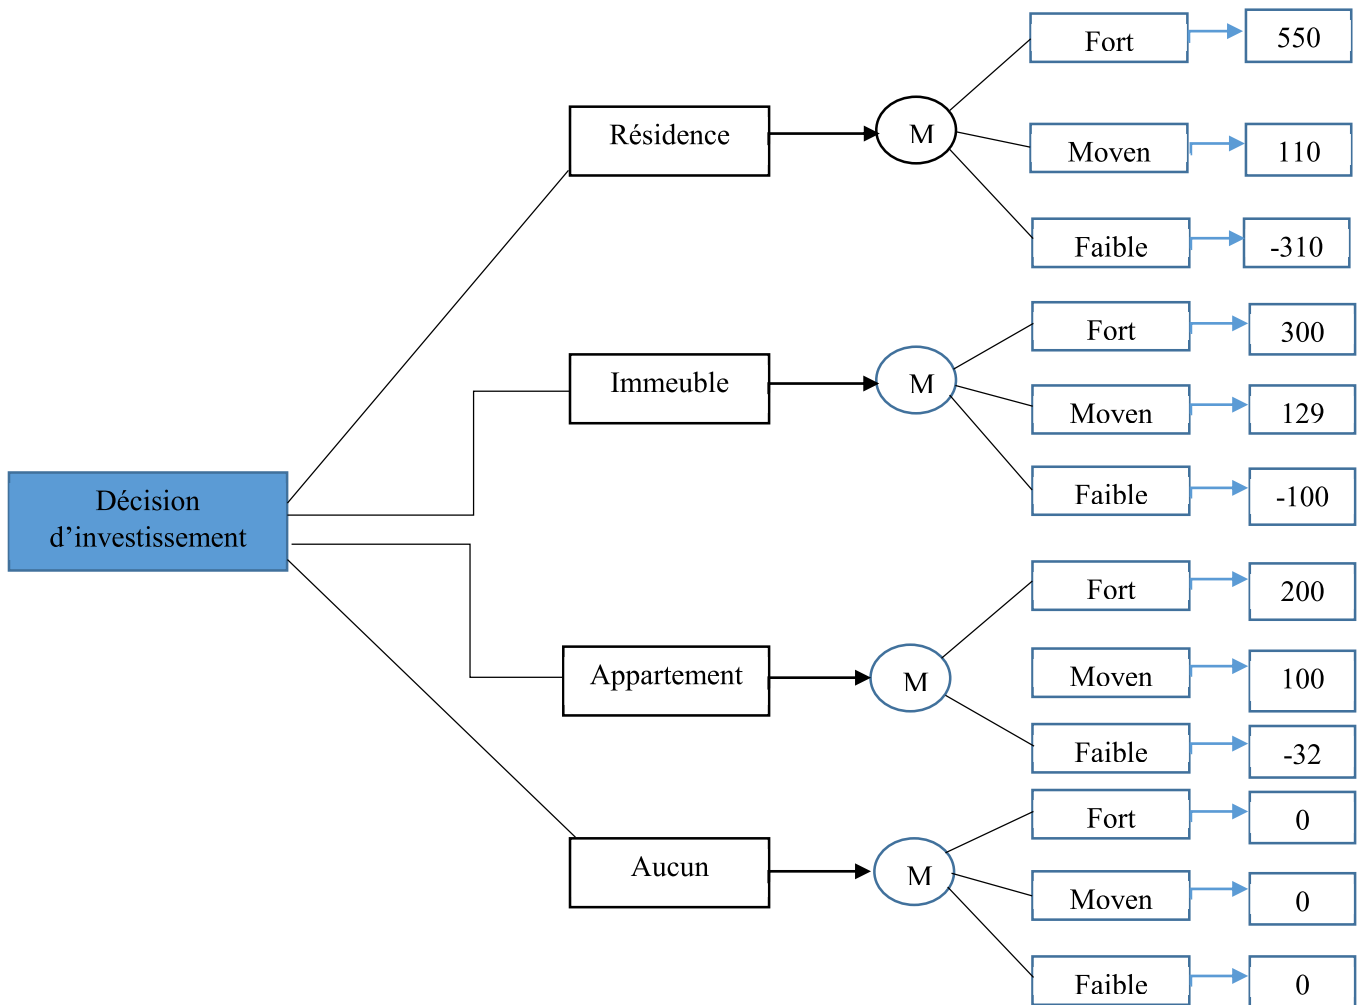 Fort
550
Résidence
M
Moven
110
Faible
-310
Fort
300
Immeuble
M
Moven
129
Faible
-100
Décision
d’investissement
Fort
200
Appartement
M
Moven
100
Faible
-32
Fort
0
Aucun
M
Moven
0
Faible
0